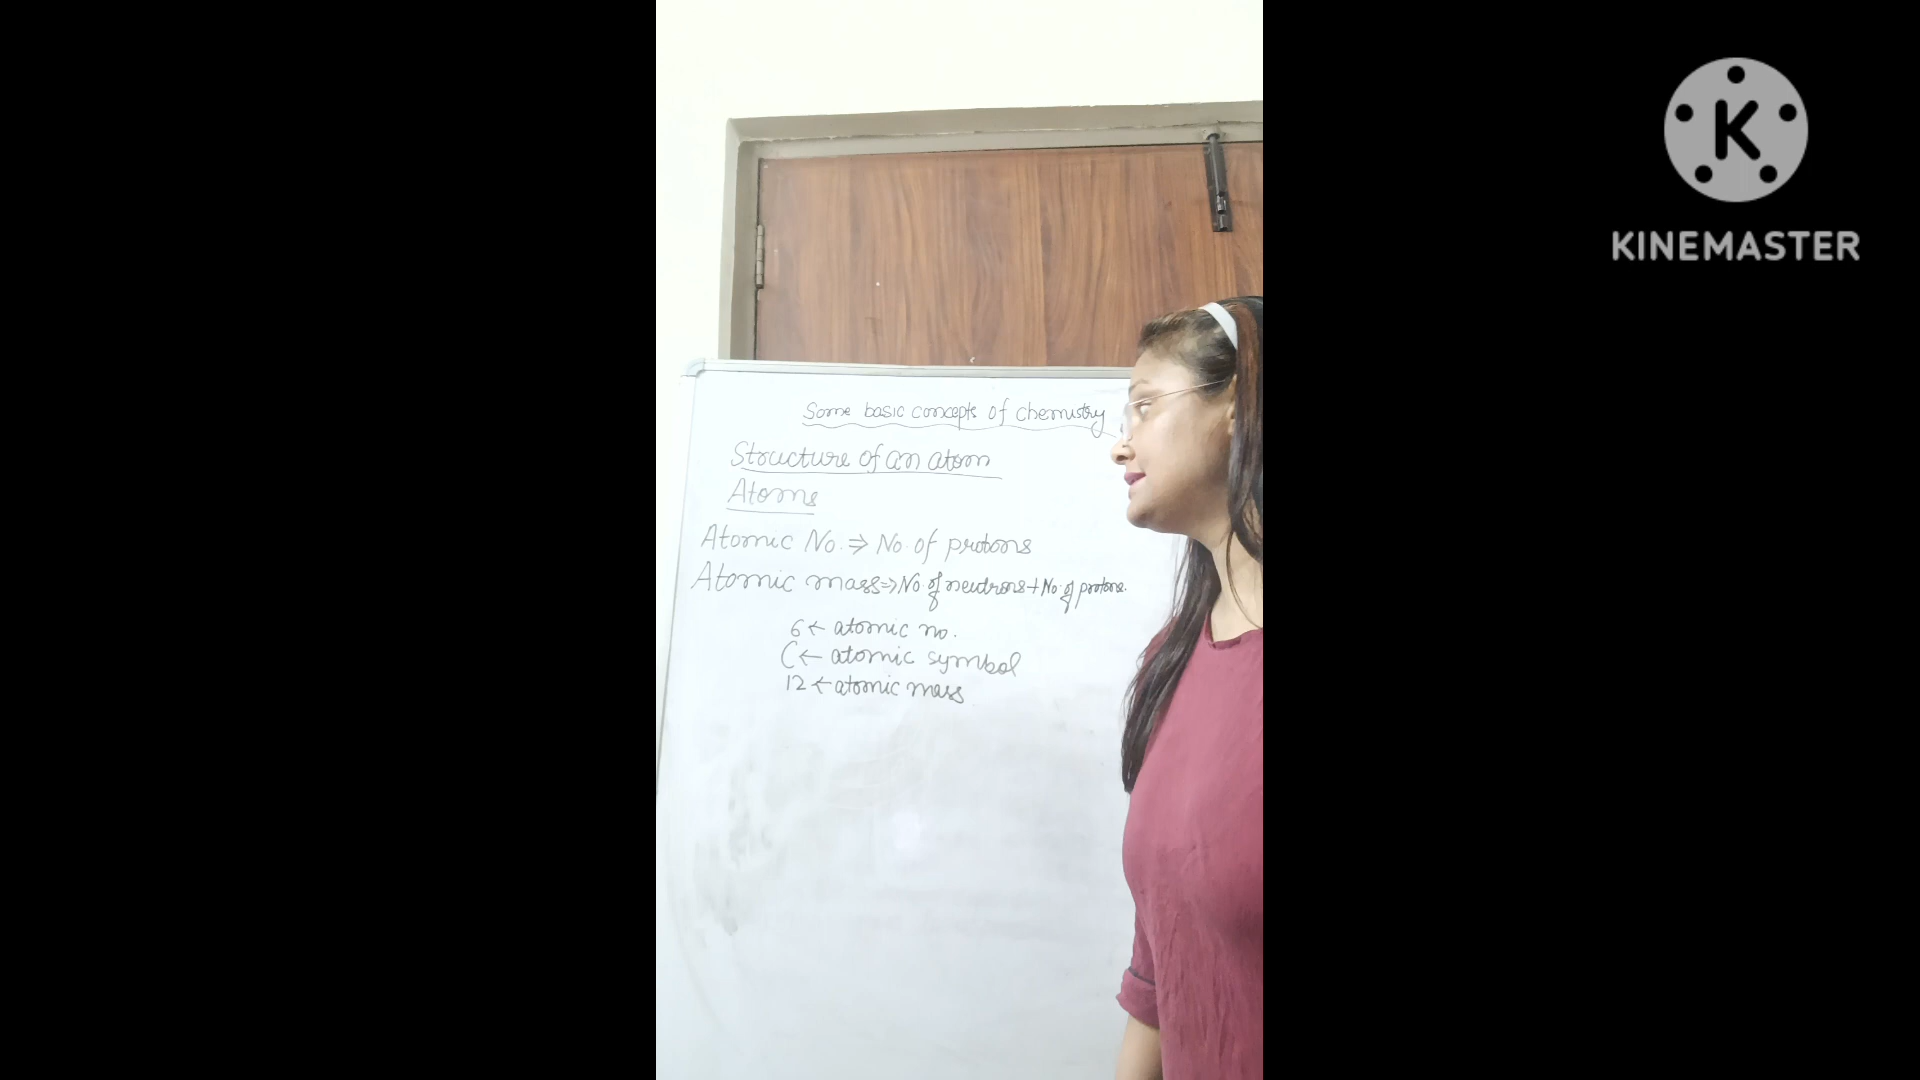 Some basic concepts of chemistry
Structure of an atom
Atoms
Atomic No. ⇒ No. of protons
Atomic mass ⇒ No. of neutrons + No. of protons.
6 ← atomic no.
C ← atomic symbol
12 ← atomic mass
KINEMASTER